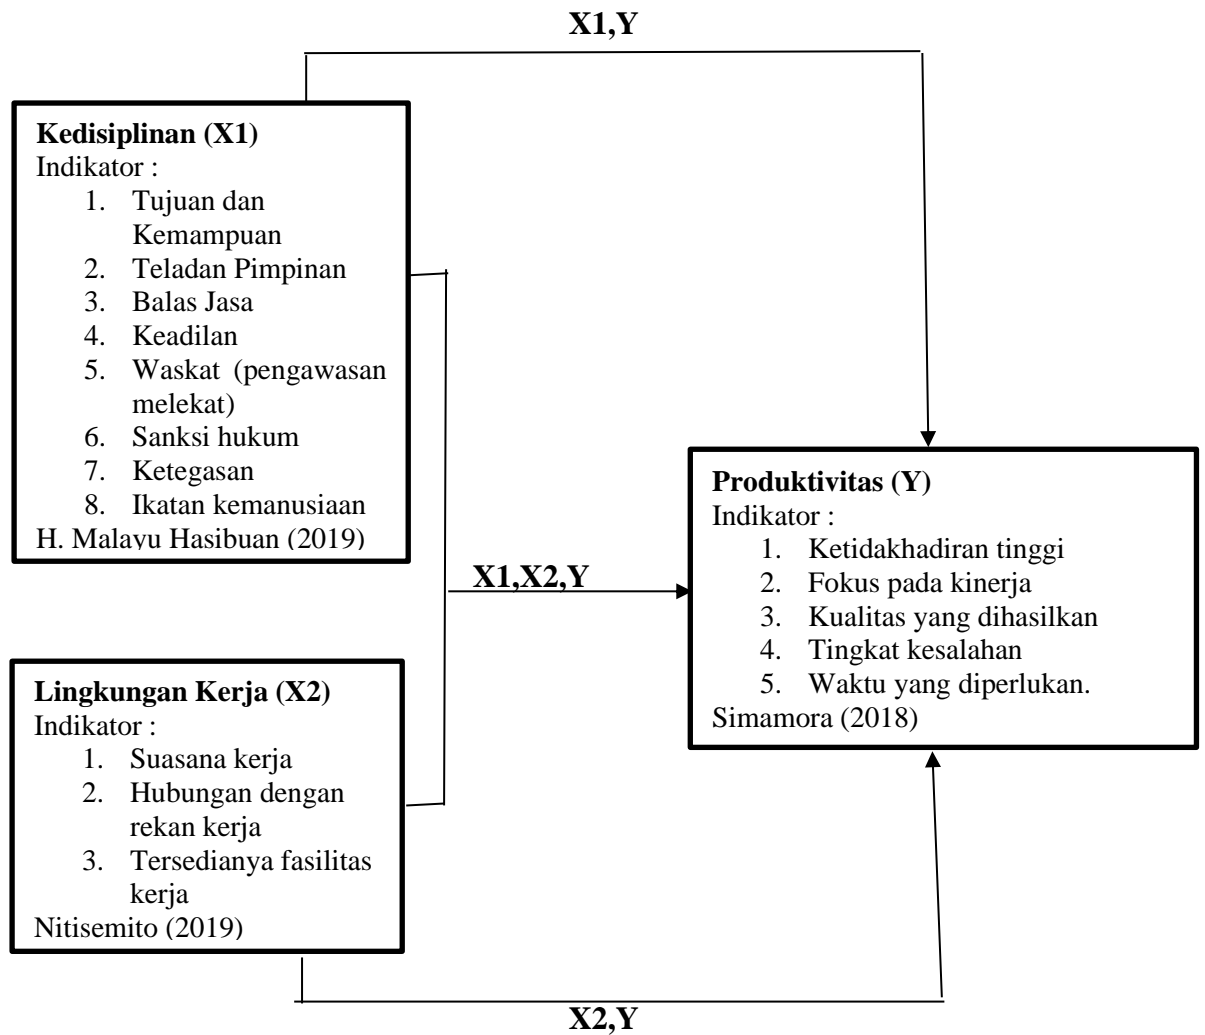 X1,Y
Kedisiplinan (X1)
Indikator :
1. Tujuan dan
Kemampuan
2. Teladan Pimpinan
3. Balas Jasa
4. Keadilan
5. Waskat (pengawasan
melekat)
6. Sanksi hukum
7. Ketegasan
8. Ikatan kemanusiaan
H. Malayu Hasibuan (2019)
X1,X2,Y
Produktivitas (Y)
Indikator :
1. Ketidakhadiran tinggi
2. Fokus pada kinerja
3. Kualitas yang dihasilkan
4. Tingkat kesalahan
5. Waktu yang diperlukan.
Simamora (2018)
Lingkungan Kerja (X2)
Indikator :
1. Suasana kerja
2. Hubungan dengan
rekan kerja
3. Tersedianya fasilitas
kerja
Nitisemito (2019)
X2,Y